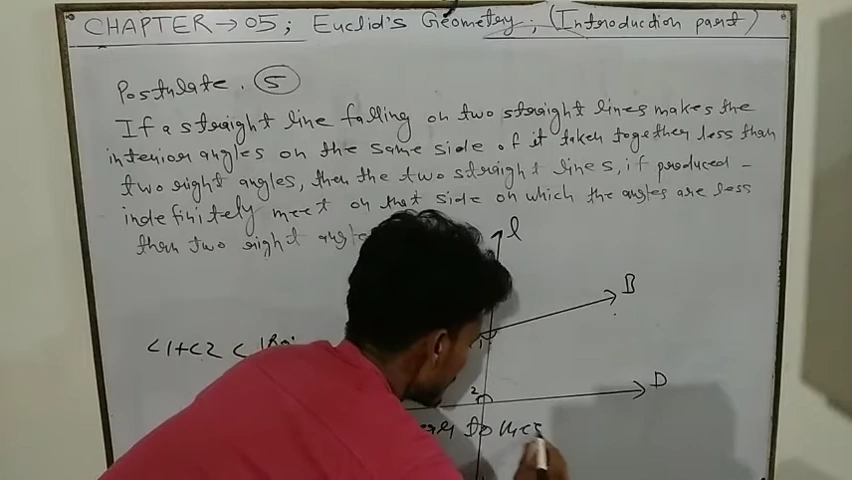 CHAPTER → 05; Euclid's Geometry; (Introduction part)
Postulate. 5
If a straight line falling on two straight lines makes the
interior angles on the same side of it taken together less than
two right angles, then the two straight lines, if produced -
indefinitely meet on that side on which the angles are less
than two right
l
B
1
<1+<2 <
2
D